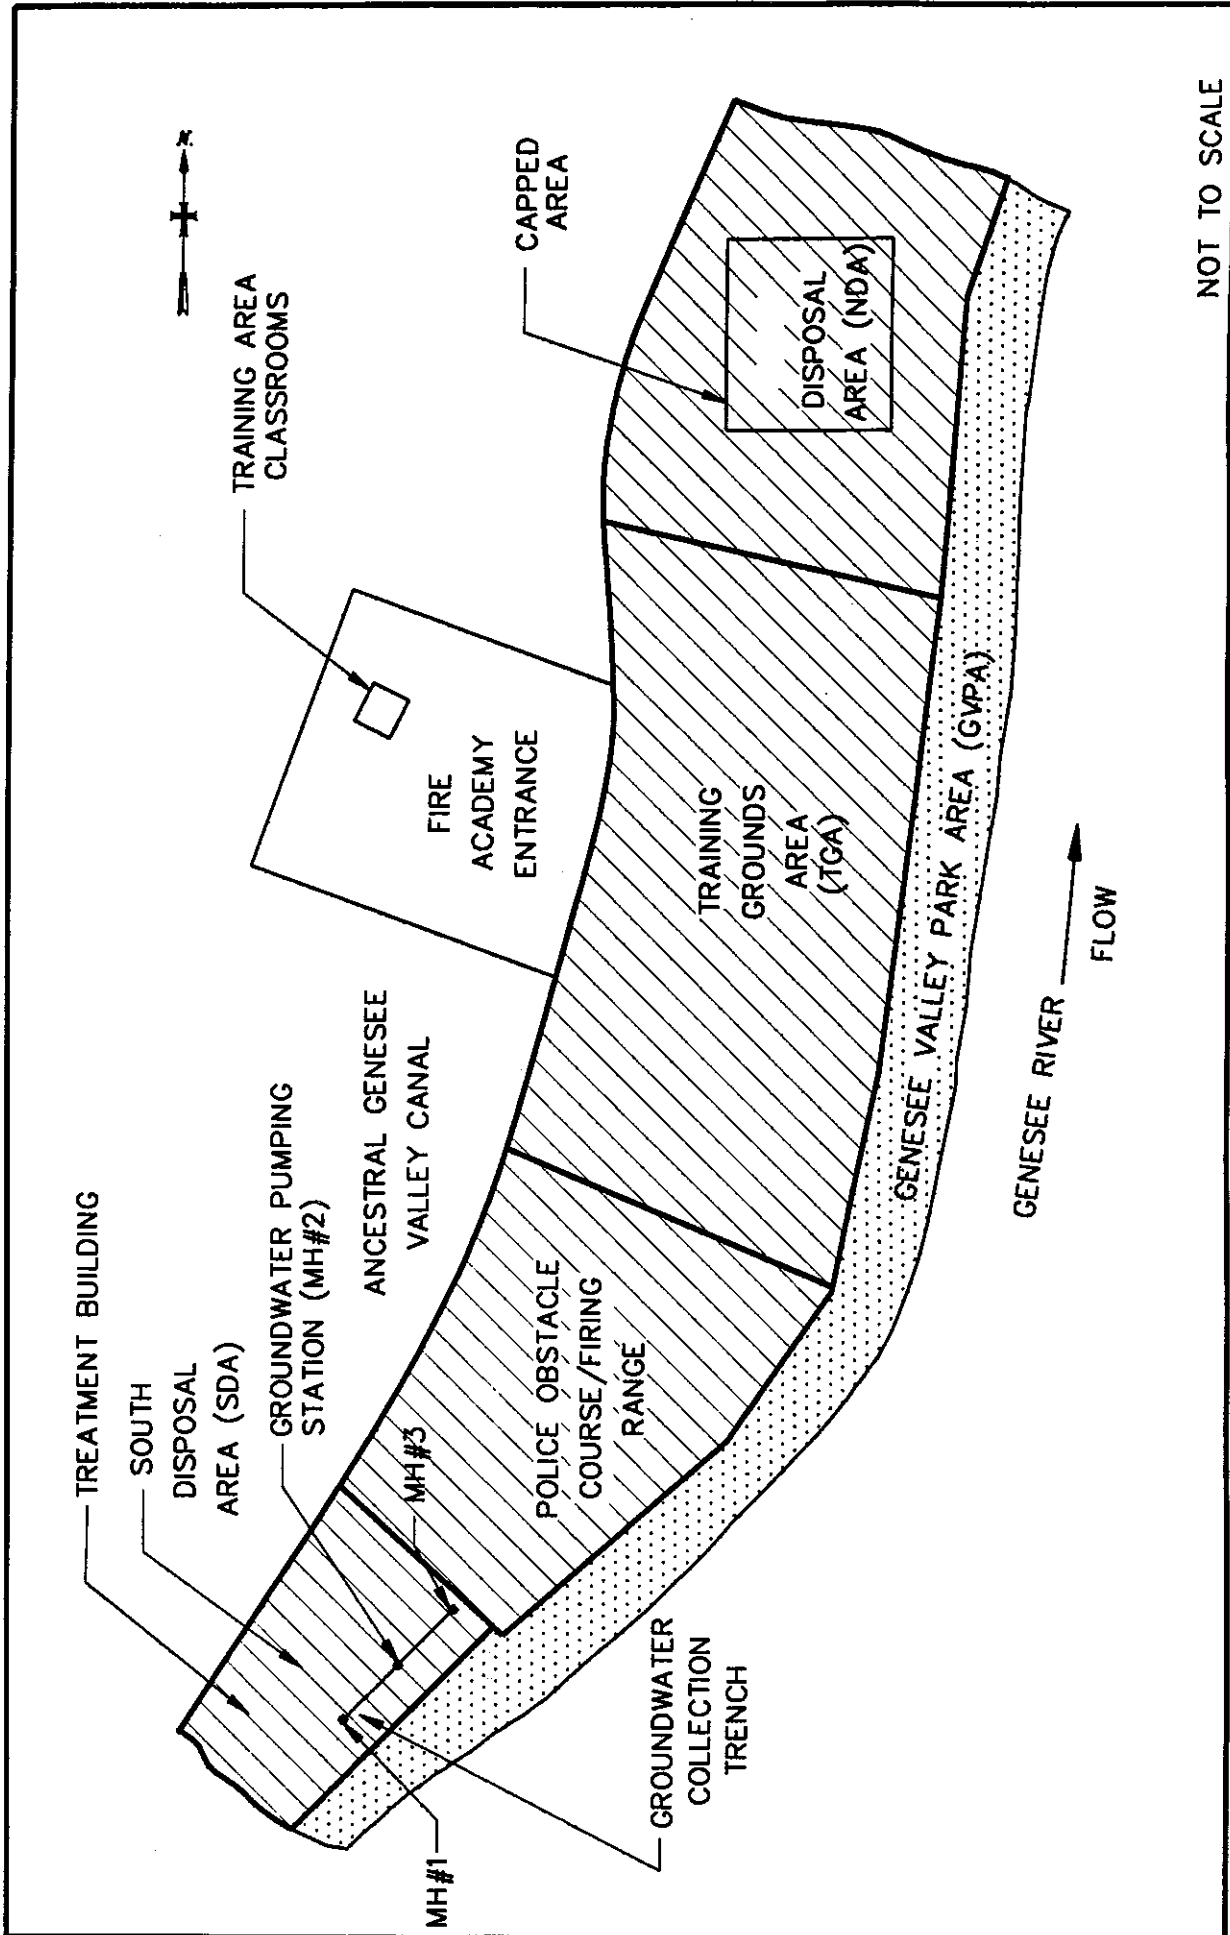 TREATMENT BUILDING
SOUTH
DISPOSAL
AREA (SDA)
GROUNDWATER PUMPING
STATION (MH#2)
ANCESTRAL GENESEE
VALLEY CANAL
MH#3
TRAINING AREA
CLASSROOMS
FIRE
ACADEMY
ENTRANCE
CAPPED
AREA
DISPOSAL
AREA (NDA)
TRAINING
GROUNDS
AREA
(TGA)
POLICE OBSTACLE
COURSE/FIRING
RANGE
MH#1
GROUNDWATER
COLLECTION
TRENCH
GENESEE VALLEY PARK AREA (GVPA)
GENESEE RIVER
FLOW
NOT TO SCALE